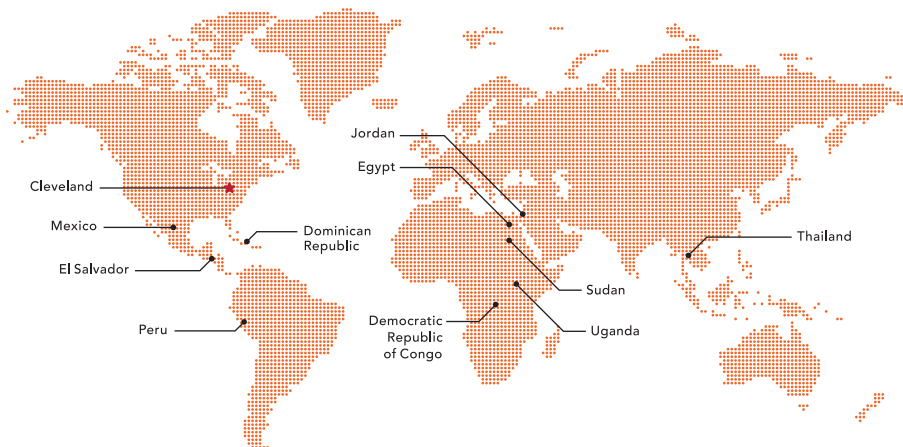 Jordan
Egypt
Cleveland
Mexico
Dominican
Republic
Thailand
El Salvador
Sudan
Peru
Democratic
Republic
of Congo
Uganda